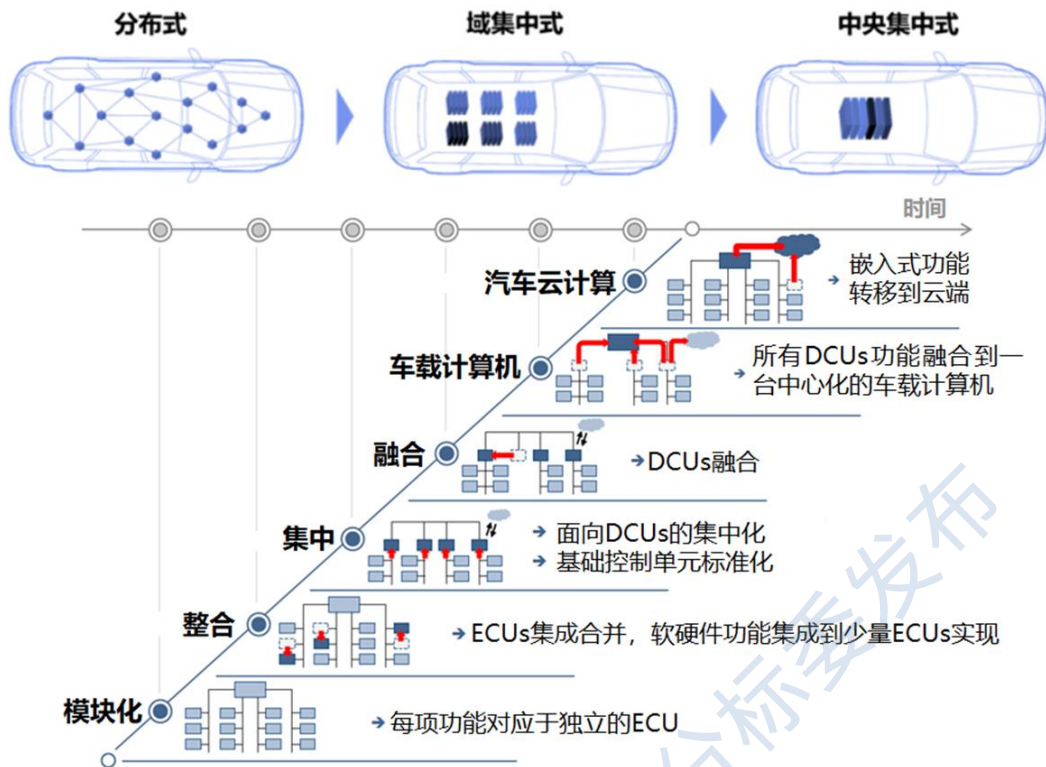 分布式
域集中式
中央集中式
时间
汽车云计算
嵌入式功能
转移到云端
车载计算机
所有DCUs功能融合到一
台中心化的车载计算机
融合
DCUs融合
集中
面向DCUs的集中化
基础控制单元标准化
整合
ECUs集成合并，软硬件功能集成到少量ECUs实现
模块化
每项功能对应于独立的ECU
标委发布